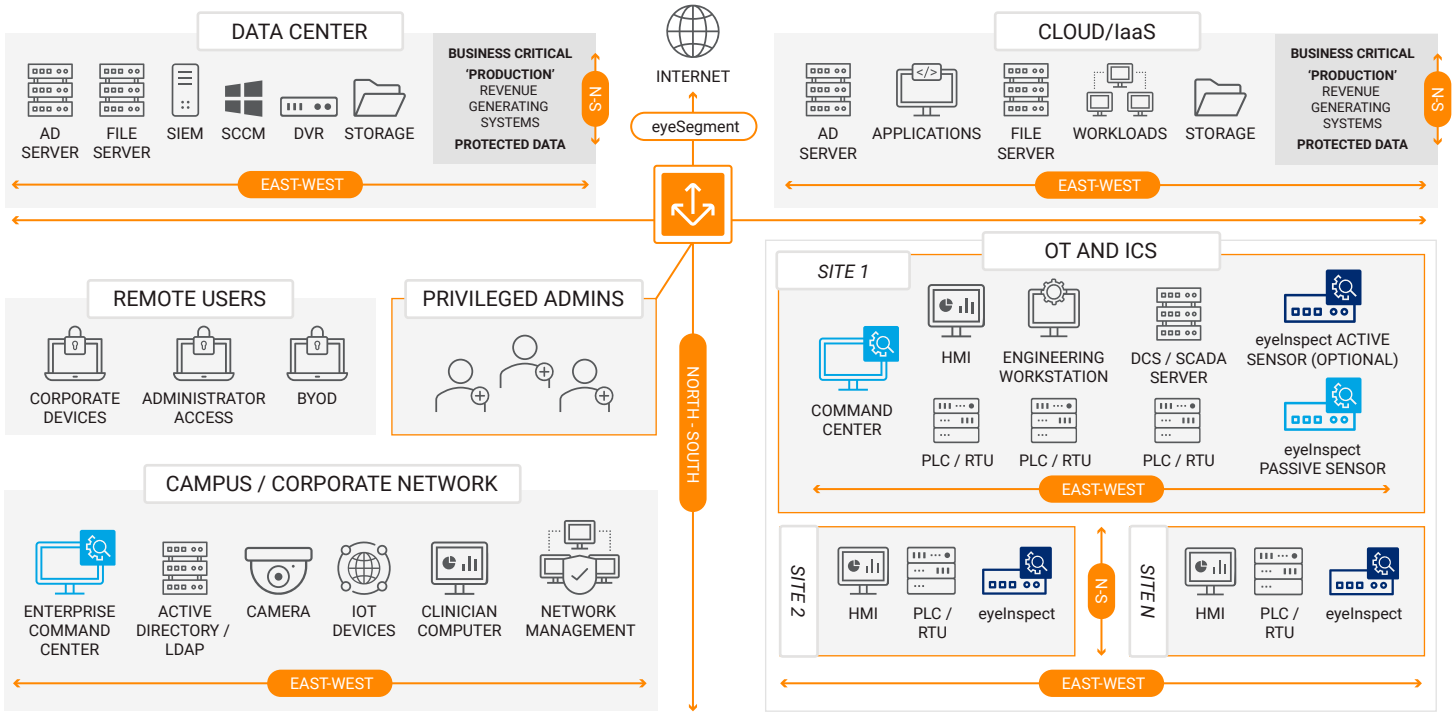 DATA CENTER
AD
SERVER
FILE
SERVER
SIEM
SCCM
DVR
STORAGE
BUSINESS CRITICAL
'PRODUCTION'
REVENUE
GENERATING
SYSTEMS
PROTECTED DATA
N-S
EAST-WEST
INTERNET
eyeSegment
CLOUD/IaaS
AD
SERVER
</>
APPLICATIONS
FILE
SERVER
WORKLOADS
STORAGE
BUSINESS CRITICAL
'PRODUCTION'
REVENUE
GENERATING
SYSTEMS
PROTECTED DATA
N-S
EAST-WEST
REMOTE USERS
CORPORATE
DEVICES
ADMINISTRATOR
ACCESS
BYOD
PRIVILEGED ADMINS
NORTH - SOUTH
CAMPUS / CORPORATE NETWORK
ENTERPRISE
COMMAND
CENTER
ACTIVE
DIRECTORY /
LDAP
CAMERA
IOT
DEVICES
CLINICIAN
COMPUTER
NETWORK
MANAGEMENT
EAST-WEST
OT AND ICS
SITE 1
COMMAND
CENTER
HMI
ENGINEERING
WORKSTATION
DCS / SCADA
SERVER
eyeInspect ACTIVE
SENSOR (OPTIONAL)
PLC / RTU
PLC / RTU
PLC / RTU
eyeInspect
PASSIVE SENSOR
EAST-WEST
SITE 2
HMI
PLC /
RTU
eyeInspect
N-S
SITE N
HMI
PLC /
RTU
eyeInspect
EAST-WEST